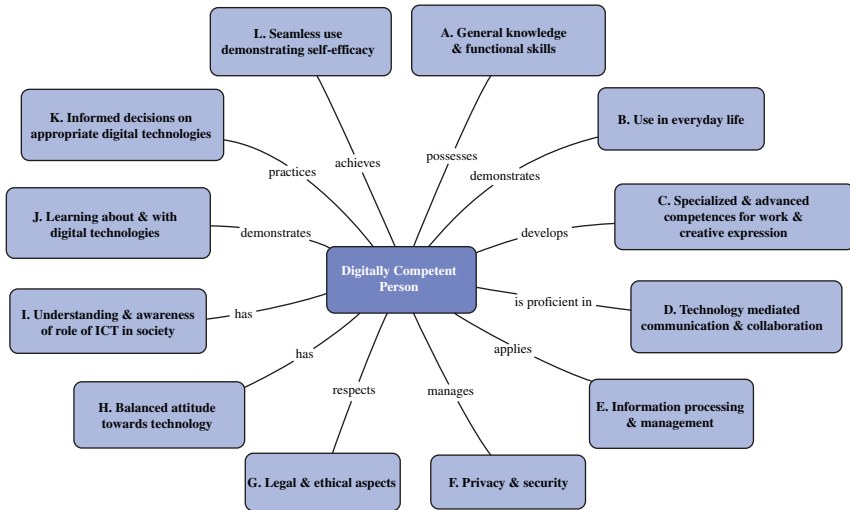 L. Seamless use
demonstrating self-efficacy
A. General knowledge
& functional skills
K. Informed decisions on
appropriate digital technologies
B. Use in everyday life
achieves
possesses
practices
demonstrates
J. Learning about & with
digital technologies
C. Specialized & advanced
competences for work &
creative expression
demonstrates
develops
Digitally Competent
Person
I. Understanding & awareness
of role of ICT in society
has
is proficient in
D. Technology mediated
communication & collaboration
has
applies
respects
manages
H. Balanced attitude
towards technology
E. Information processing
& management
G. Legal & ethical aspects
F. Privacy & security